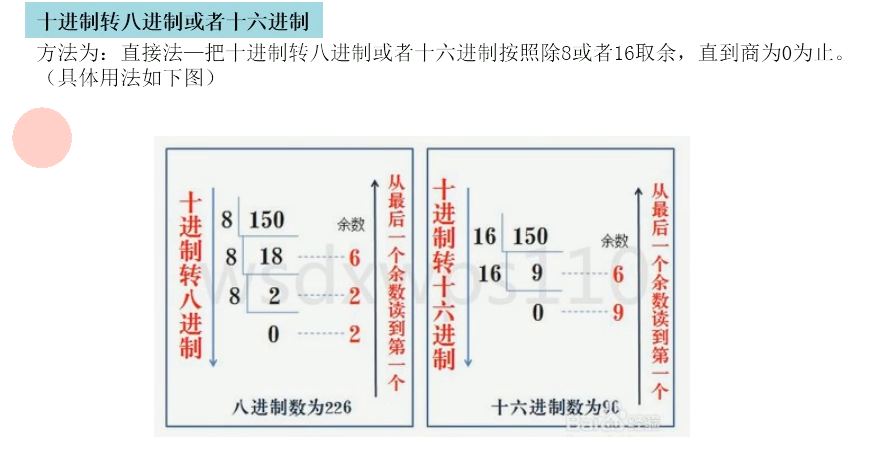 十进制转八进制或者十六进制
方法为：直接法—把十进制转八进制或者十六进制按照除8或者16取余，直到商为0为止。
（具体用法如下图）
十进制转八进制
8 150 余数
8 18 6
8 2 2
0 2
从最后一个余数读到第一个
八进制数为226
十进制转十六进制
16 150 余数
16 9 6
0 9
从最后一个余数读到第一个
十六进制数为96
wsdxwbs110